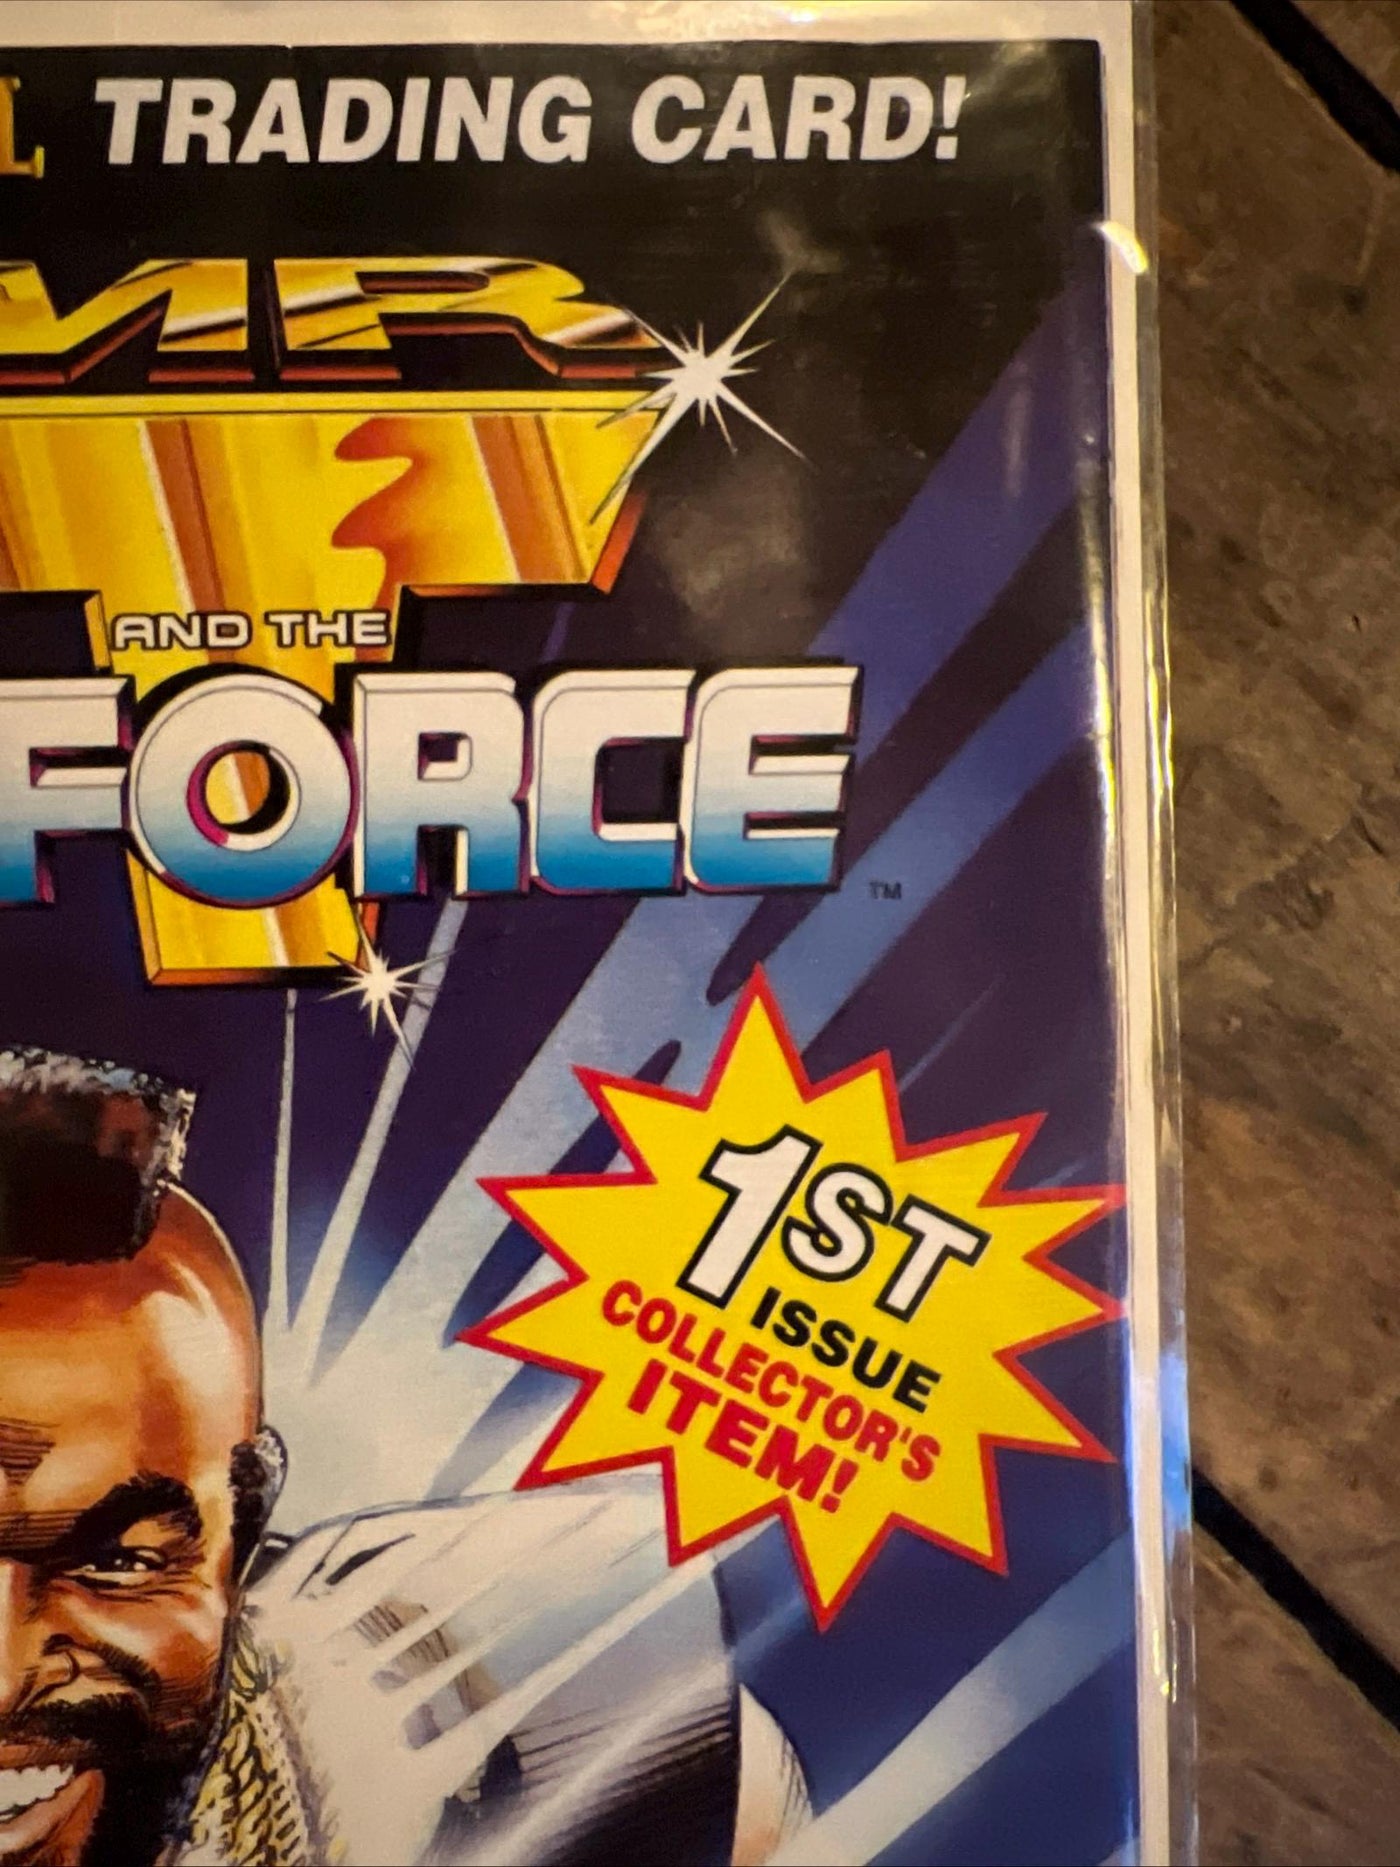 TRADING CARD!
MR
T
AND THE
FORCE
TM
1ST
ISSUE
COLLECTOR'S
ITEM!